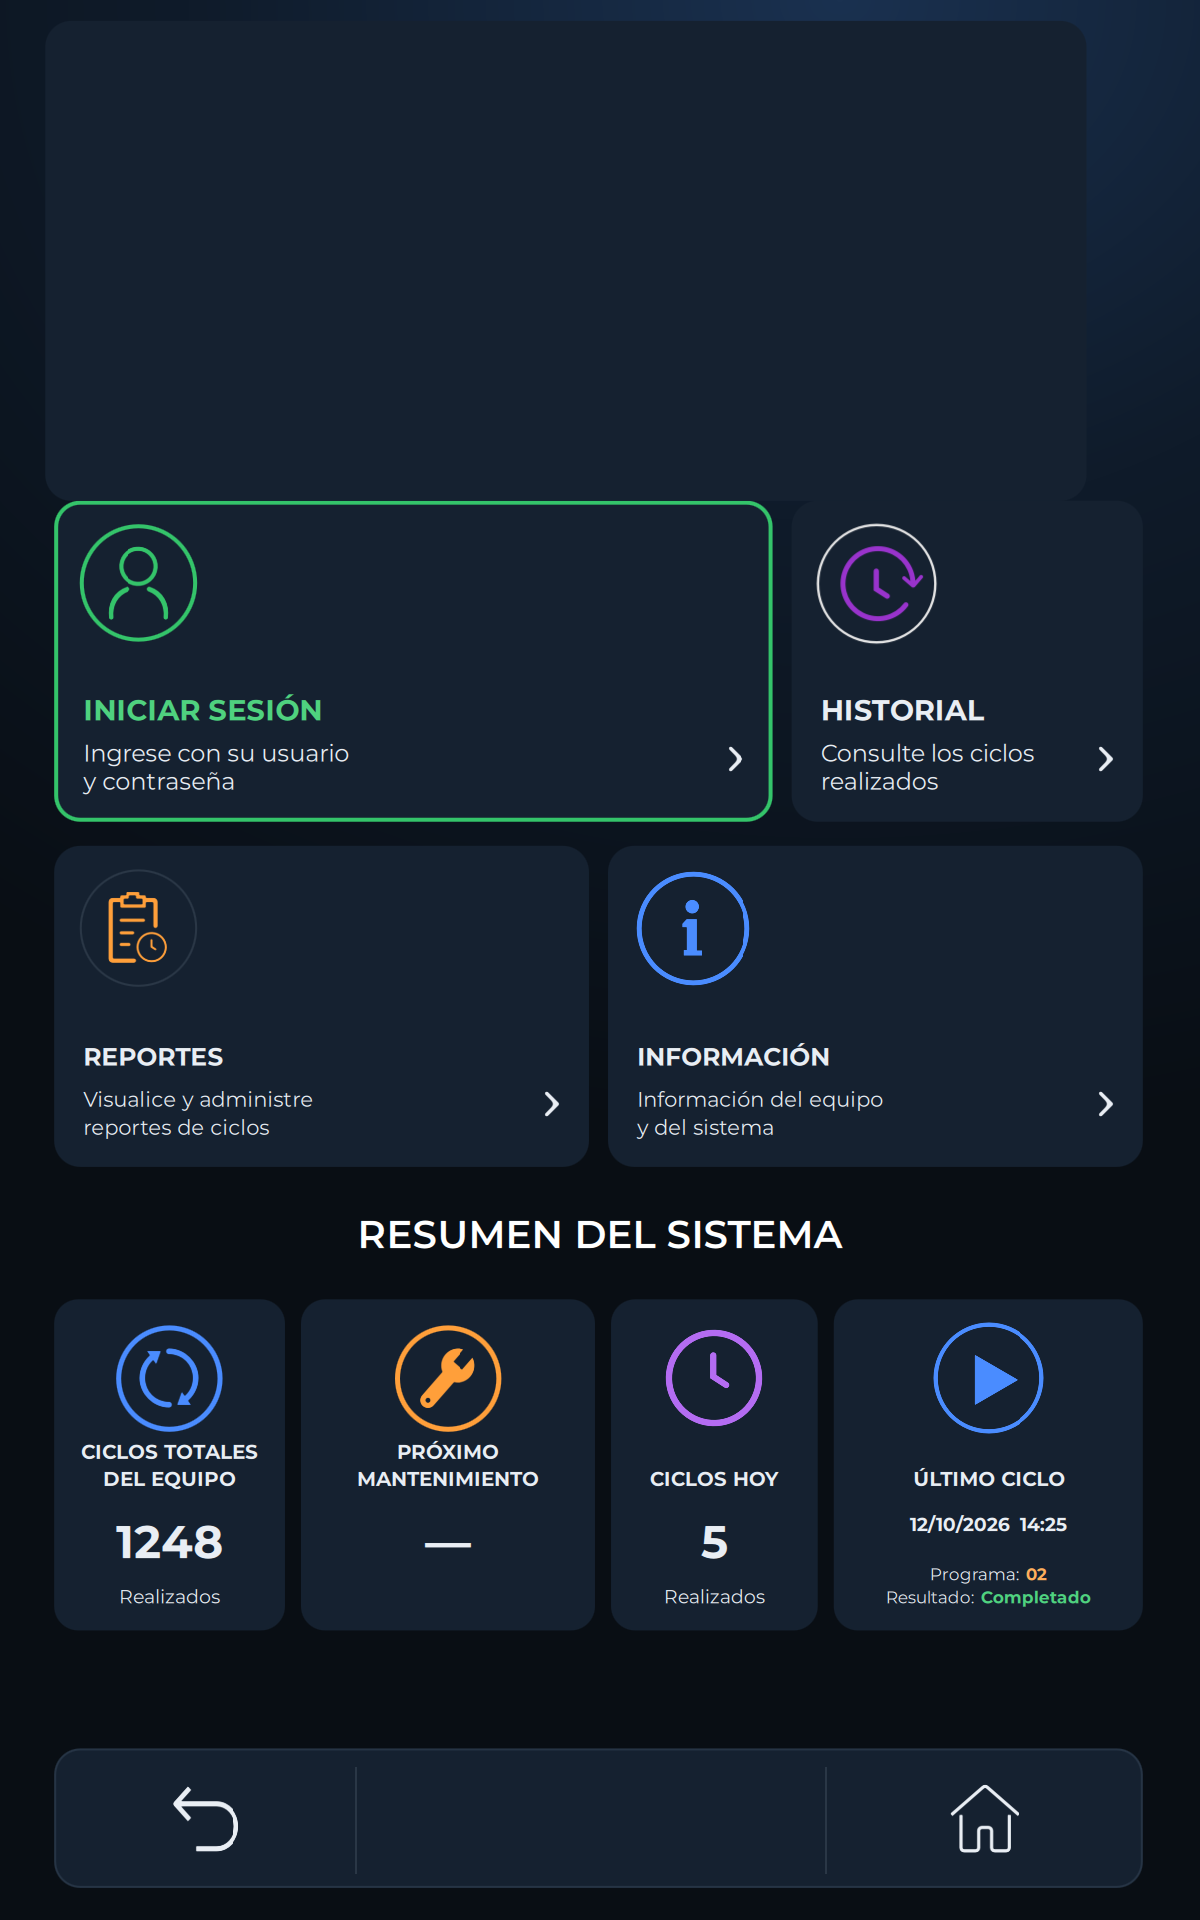 INICIAR SESIÓN
Ingrese con su usuario
y contraseña
HISTORIAL
Consulte los ciclos
realizados
REPORTES
Visualice y administre
reportes de ciclos
INFORMACIÓN
Información del equipo
y del sistema
RESUMEN DEL SISTEMA
CICLOS TOTALES
DEL EQUIPO
1248
Realizados
PRÓXIMO
MANTENIMIENTO
—
CICLOS HOY
5
Realizados
ÚLTIMO CICLO
12/10/2026 14:25
Programa: 02
Resultado: Completado